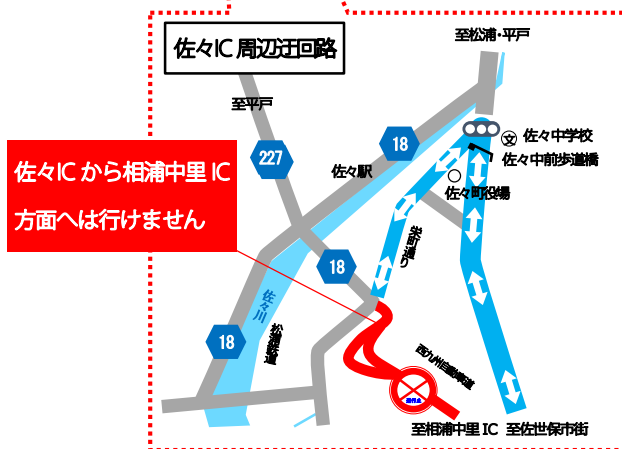 佐々IC 周辺迂回路
至松浦・平戸
至平戸
18
佐々中学校
文
佐々中前歩道橋
佐々ICから相浦中里IC
方面へは行けません
227
佐々駅
佐々町役場
栄町通り
18
佐々川
松浦鉄道
18
西九州自動車道
至相浦中里IC
至佐世保市街